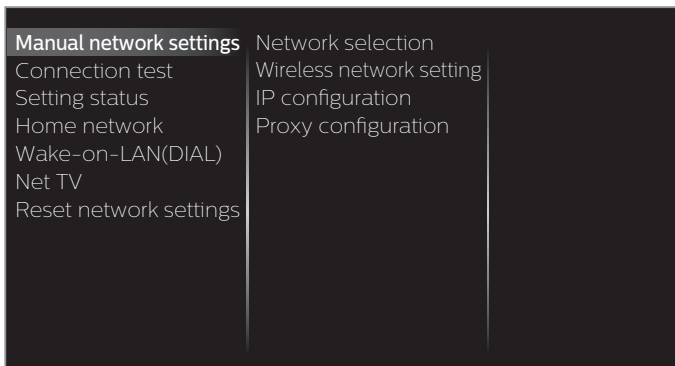 Manual network settings
Connection test
Setting status
Home network
Wake-on-LAN(DIAL)
Net TV
Reset network settings
Network selection
Wireless network setting
IP configuration
Proxy configuration